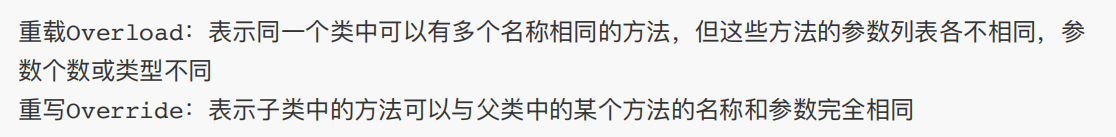 重载Overload：表示同一个类中可以有多个名称相同的方法，但这些方法的参数列表各不相同，参
数个数或类型不同
重写Override：表示子类中的方法可以与父类中的某个方法的名称和参数完全相同